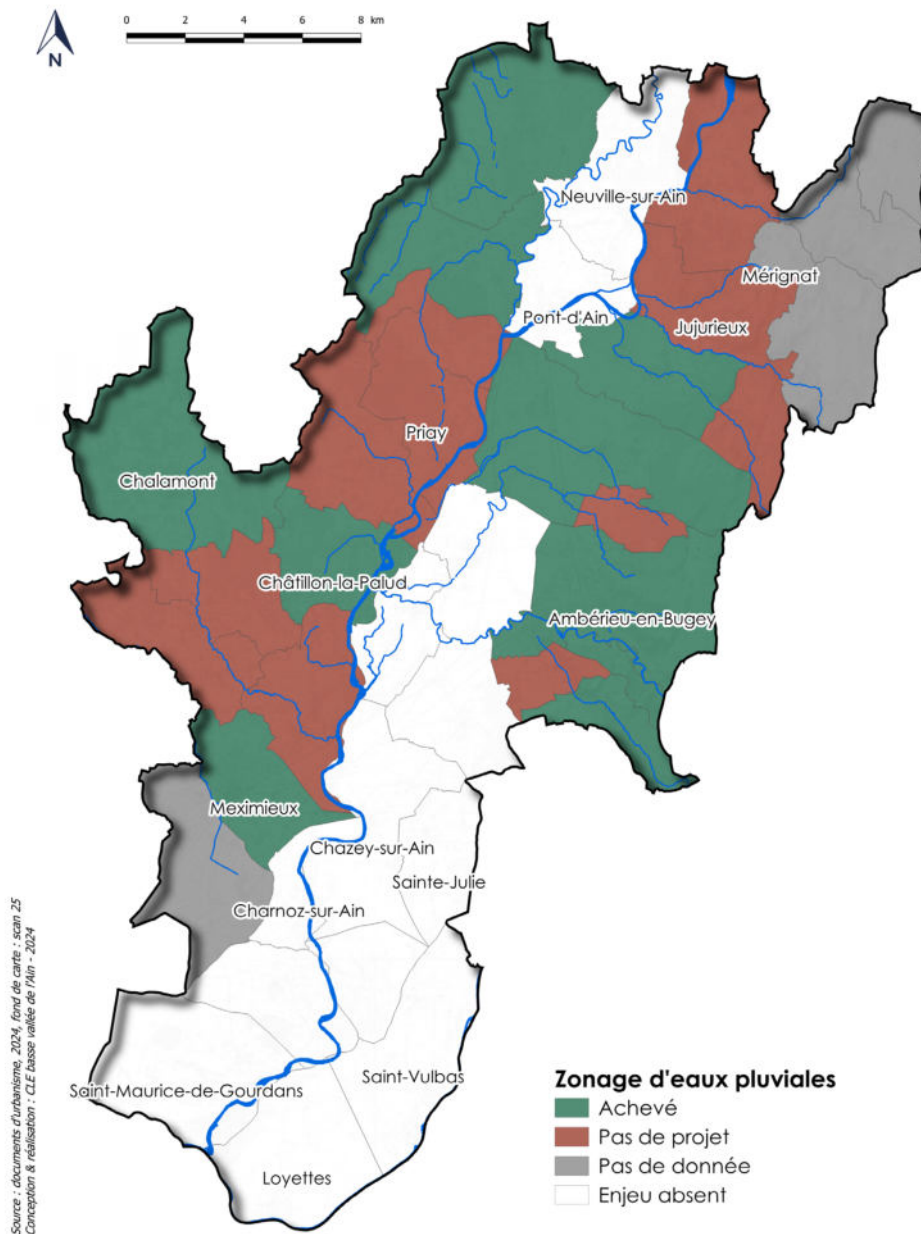 0 2 4 6 8 km
N
Neuville-sur-Ain
Mérignat
Pont-d'Ain
Jujurieux
Priay
Chalamont
Châtillon-la-Palud
Ambérieu-en-Bugey
Meximieux
Chazey-sur-Ain
Sainte-Julie
Charnoz-sur-Ain
Saint-Vulbas
Saint-Maurice-de-Gourdans
Loyettes
Zonage d'eaux pluviales
Achevé
Pas de projet
Pas de donnée
Enjeu absent
Source : documents d'urbanisme, 2024, fond de carte : scan 25
Conception & réalisation : CLE basse vallée de l'Ain - 2024